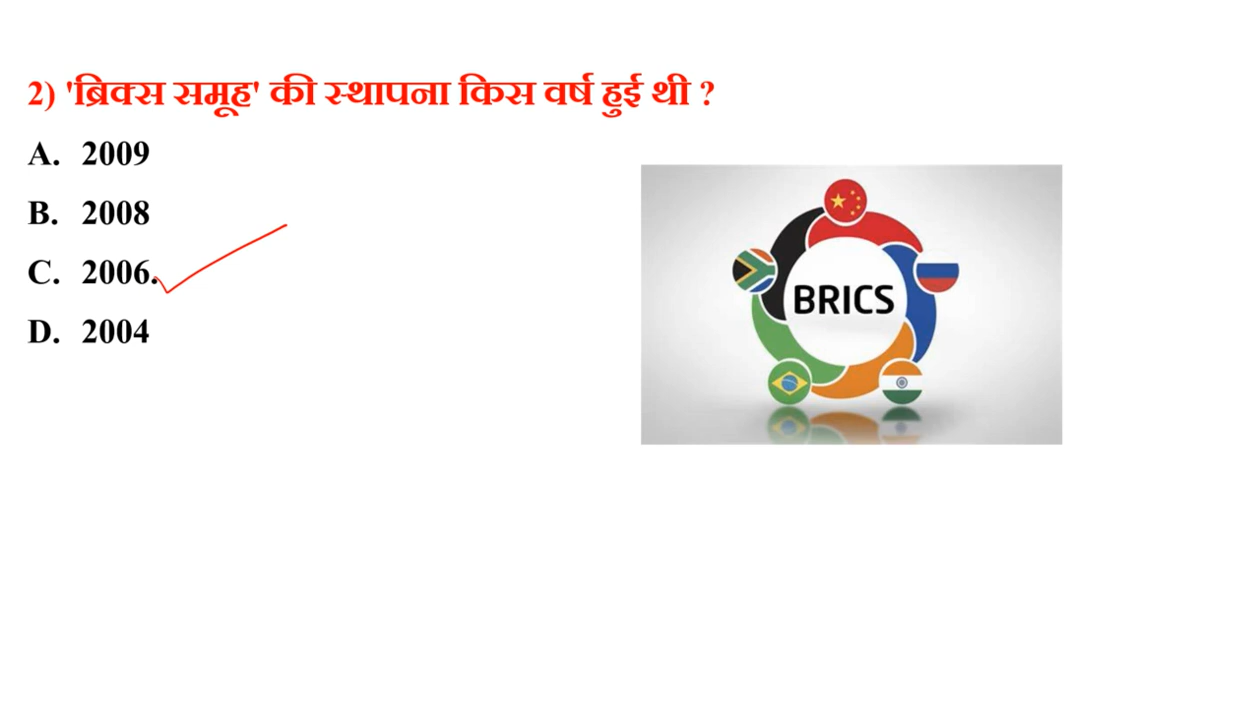 2) 'ब्रिक्स समूह' की स्थापना किस वर्ष हुई थी ?
A. 2009
B. 2008
C. 2006.
D. 2004
BRICS